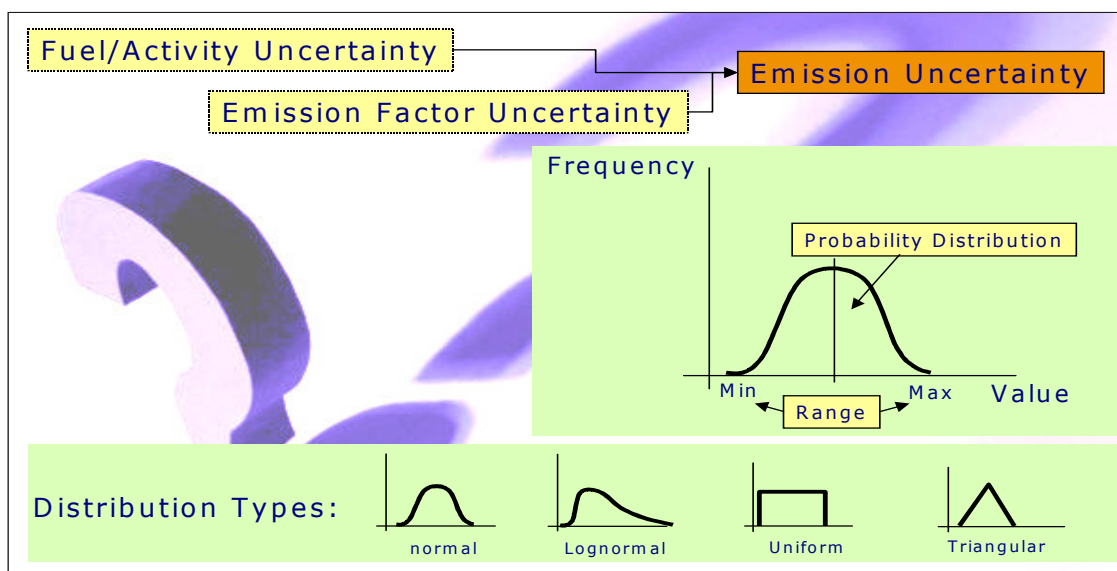 Fuel/Activity Uncertainty
Emission Uncertainty
Emission Factor Uncertainty
Frequency
Probability Distribution
Min
Max
Value
Range
Distribution Types:
normal
Lognormal
Uniform
Triangular